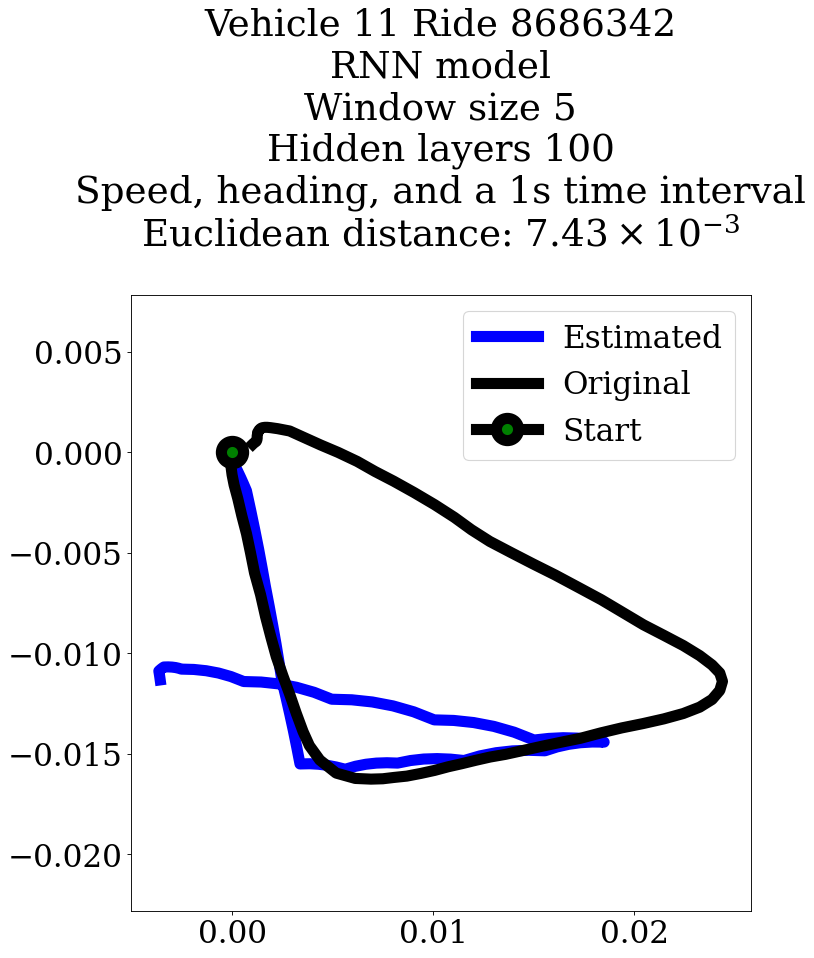 Vehicle 11 Ride 8686342
RNN model
Window size 5
Hidden layers 100
Speed, heading, and a 1s time interval
Euclidean distance: 7.43 × 10⁻³
Estimated
Original
Start
0.005
0.000
−0.005
−0.010
−0.015
−0.020
0.00
0.01
0.02